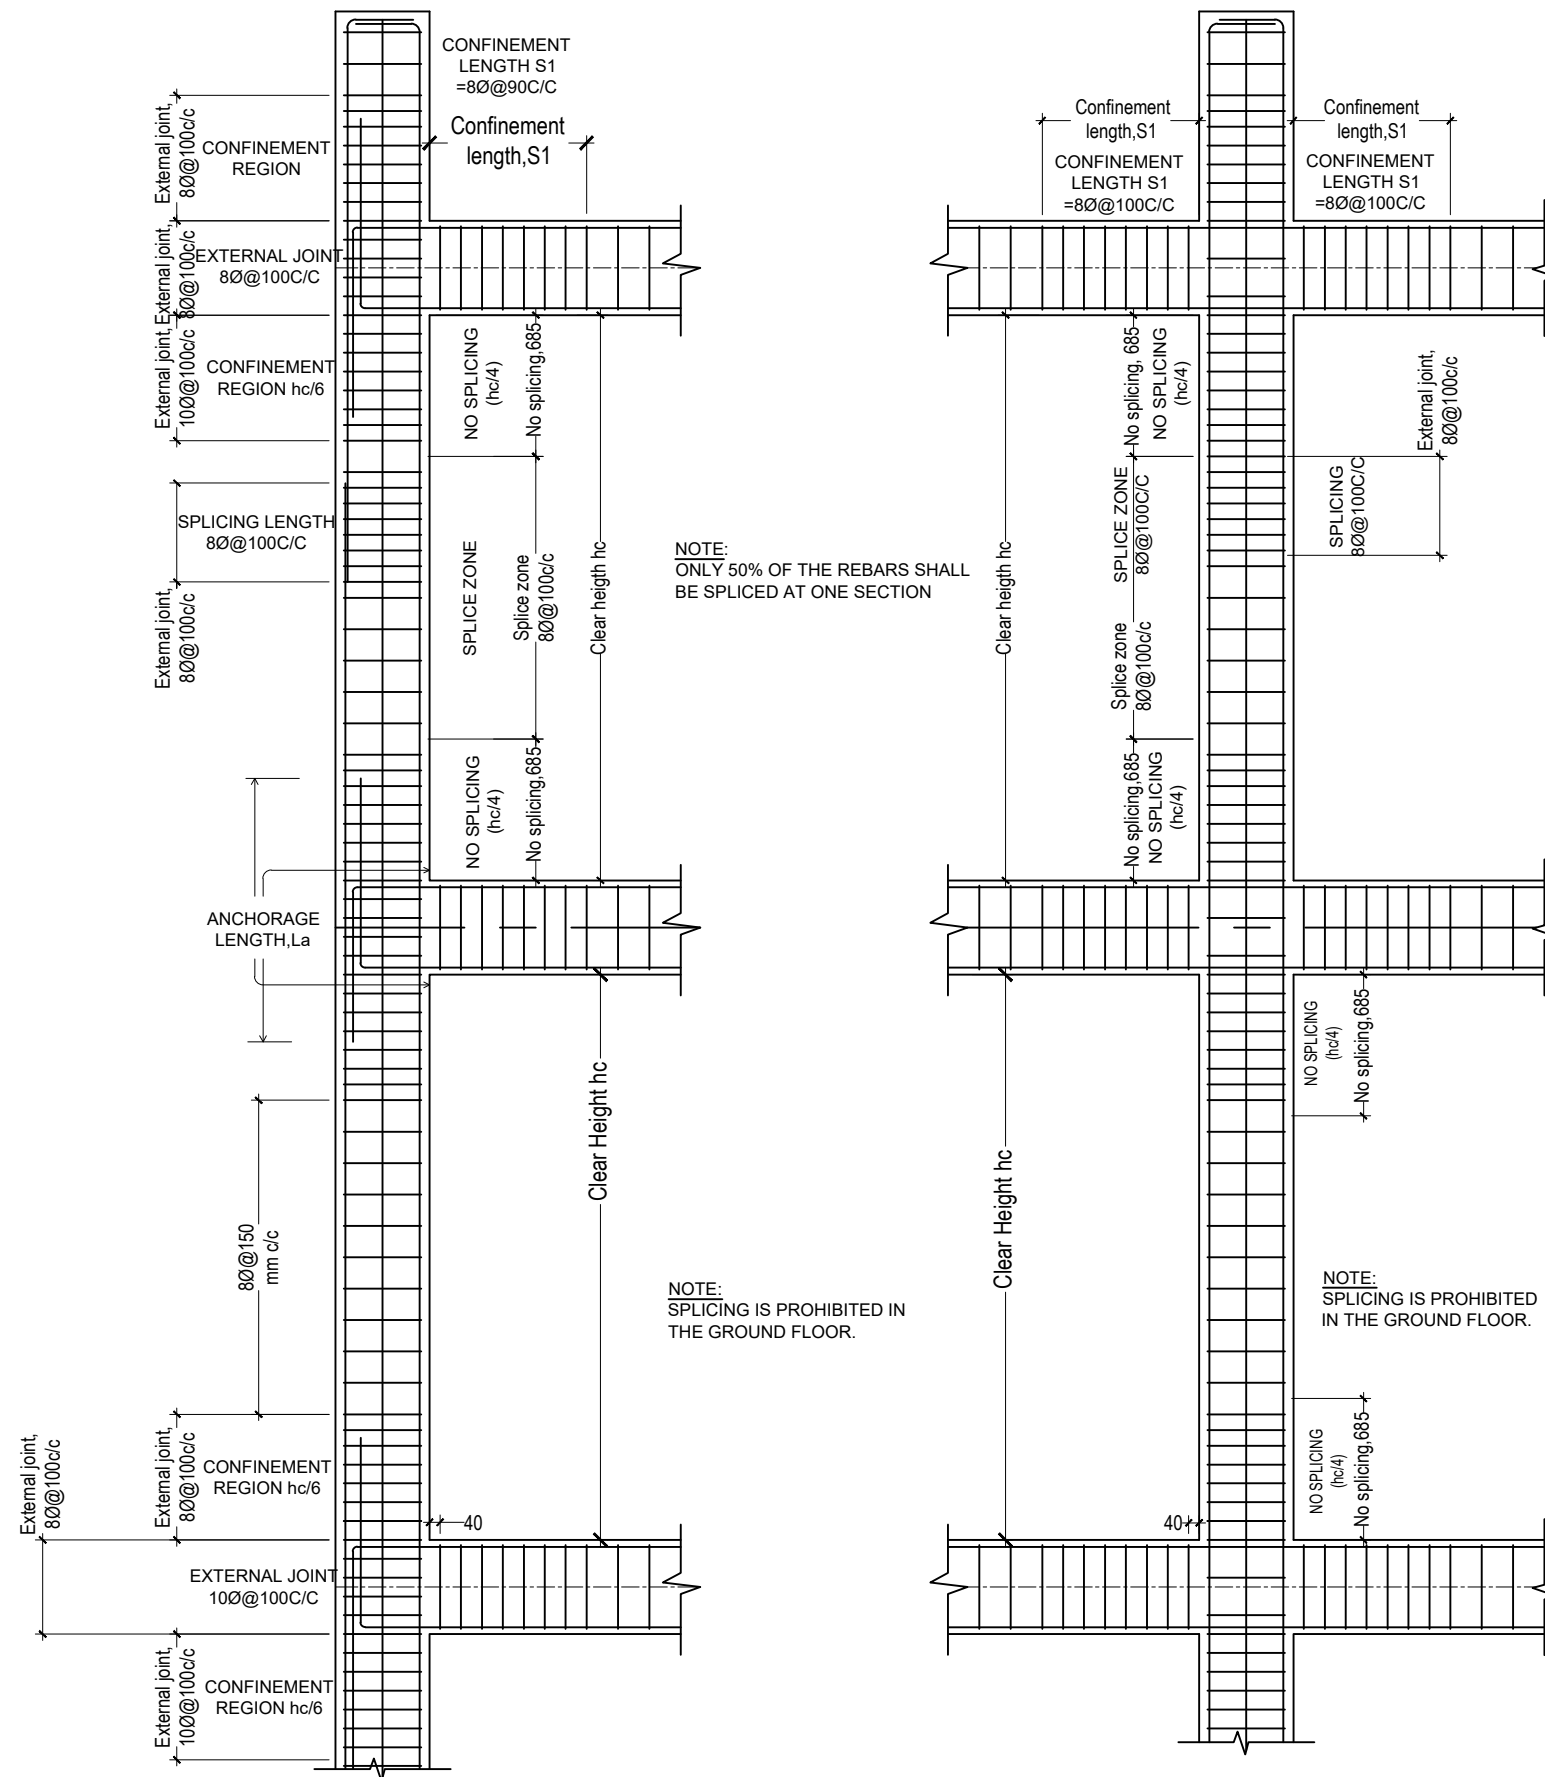 CONFINEMENT
LENGTH S1
=8Ø@90C/C
Confinement
length,S1
External joint,
8Ø@100c/c
CONFINEMENT
REGION
External joint,
8Ø@100c/c
EXTERNAL JOINT
8Ø@100C/C
External joint,
10Ø@100c/c
CONFINEMENT
REGION hc/6
SPLICING LENGTH
8Ø@100C/C
External joint,
8Ø@100c/c
NO SPLICING
(hc/4)
No splicing,685
SPLICE ZONE
Splice zone
8Ø@100c/c
Clear heigth hc
NO SPLICING
(hc/4)
No splicing,685
NOTE:
ONLY 50% OF THE REBARS SHALL
BE SPLICED AT ONE SECTION
ANCHORAGE
LENGTH,La
8Ø@150
mm c/c
Clear Height hc
NOTE:
SPLICING IS PROHIBITED IN
THE GROUND FLOOR.
External joint,
8Ø@100c/c
External joint,
8Ø@100c/c
CONFINEMENT
REGION hc/6
40
EXTERNAL JOINT
10Ø@100C/C
External joint,
10Ø@100c/c
CONFINEMENT
REGION hc/6
Confinement
length,S1
CONFINEMENT
LENGTH S1
=8Ø@100C/C
Confinement
length,S1
CONFINEMENT
LENGTH S1
=8Ø@100C/C
Clear heigth hc
No splicing, 685
NO SPLICING
(hc/4)
SPLICE ZONE
8Ø@100C/C
Splice zone
8Ø@100c/c
No splicing,685
NO SPLICING
(hc/4)
External joint,
8Ø@100c/c
SPLICING
8Ø@100C/C
Clear Height hc
NO SPLICING
(hc/4)
No splicing,685
NOTE:
SPLICING IS PROHIBITED
IN THE GROUND FLOOR.
NO SPLICING
(hc/4)
No splicing,685
40